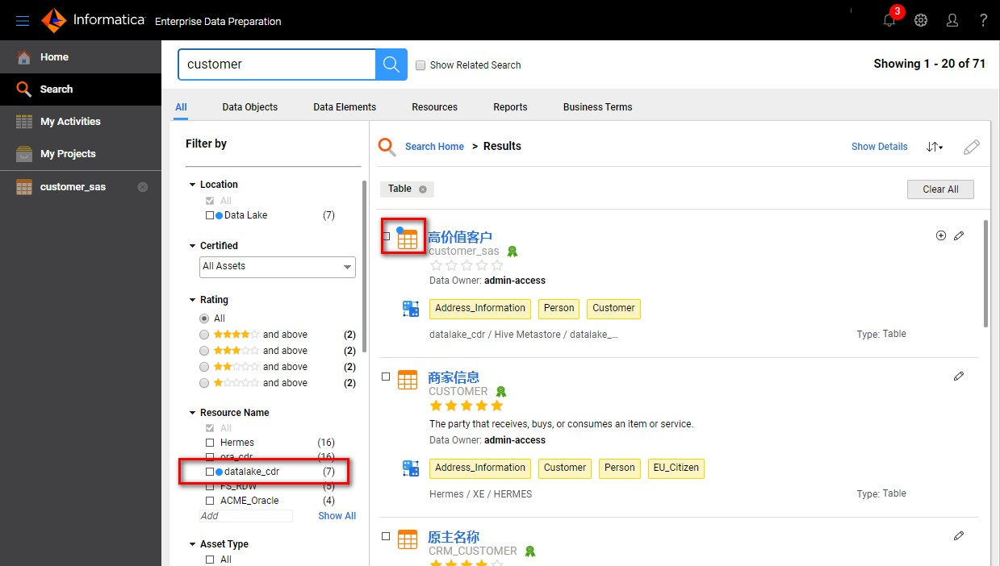 Informatica Enterprise Data Preparation
3
?
Home
Search
My Activities
My Projects
customer_sas
customer
Show Related Search
Showing 1 - 20 of 71
All Data Objects Data Elements Resources Reports Business Terms
Filter by
Location
All
Data Lake (7)
Certified
All Assets
Rating
All
and above (2)
and above (2)
and above (2)
and above (2)
Resource Name
All
Hermes (16)
ora_cdr (16)
datalake_cdr (7)
FS_RDW (5)
ACME_Oracle (4)
Add Show All
Asset Type
All
Search Home > Results
Show Details
Table
Clear All
高价值客户
customer_sas
Data Owner: admin-access
Address_Information Person Customer
datalake_cdr / Hive Metastore / datalake_...
Type: Table
商家信息
CUSTOMER
The party that receives, buys, or consumes an item or service.
Data Owner: admin-access
Address_Information Customer Person EU_Citizen
Hermes / XE / HERMES
Type: Table
原主名称
CRM_CUSTOMER